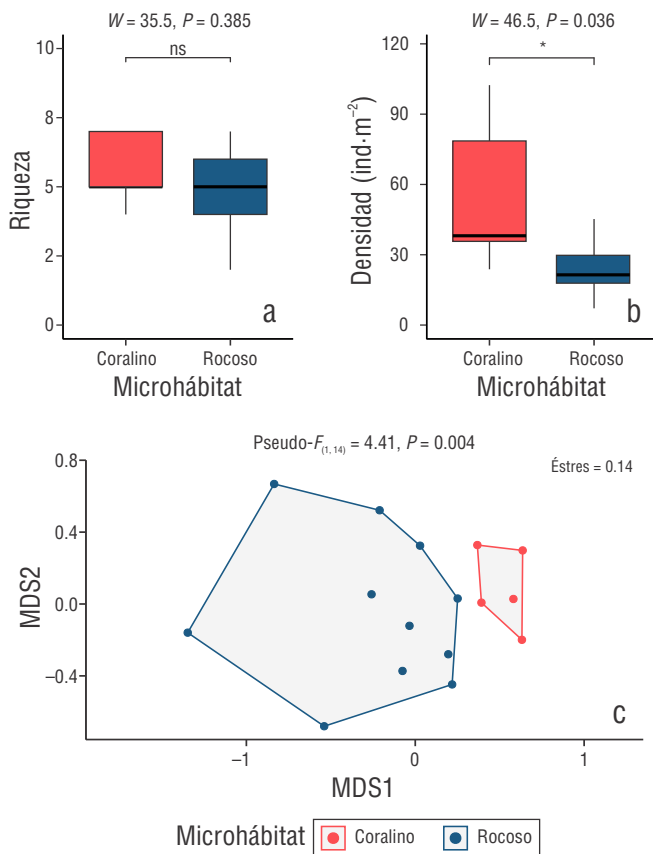 W = 35.5, P = 0.385
ns
10
8
5
2
0
Riqueza
Coralino Rocoso
Microhábitat
a
W = 46.5, P = 0.036
*
120
90
60
30
0
Densidad (ind·m⁻²)
Coralino Rocoso
Microhábitat
b
Pseudo-F(1, 14) = 4.41, P = 0.004
Éstres = 0.14
0.8
0.4
0.0
−0.4
MDS2
−1 0 1
MDS1
c
Microhábitat Coralino Rocoso